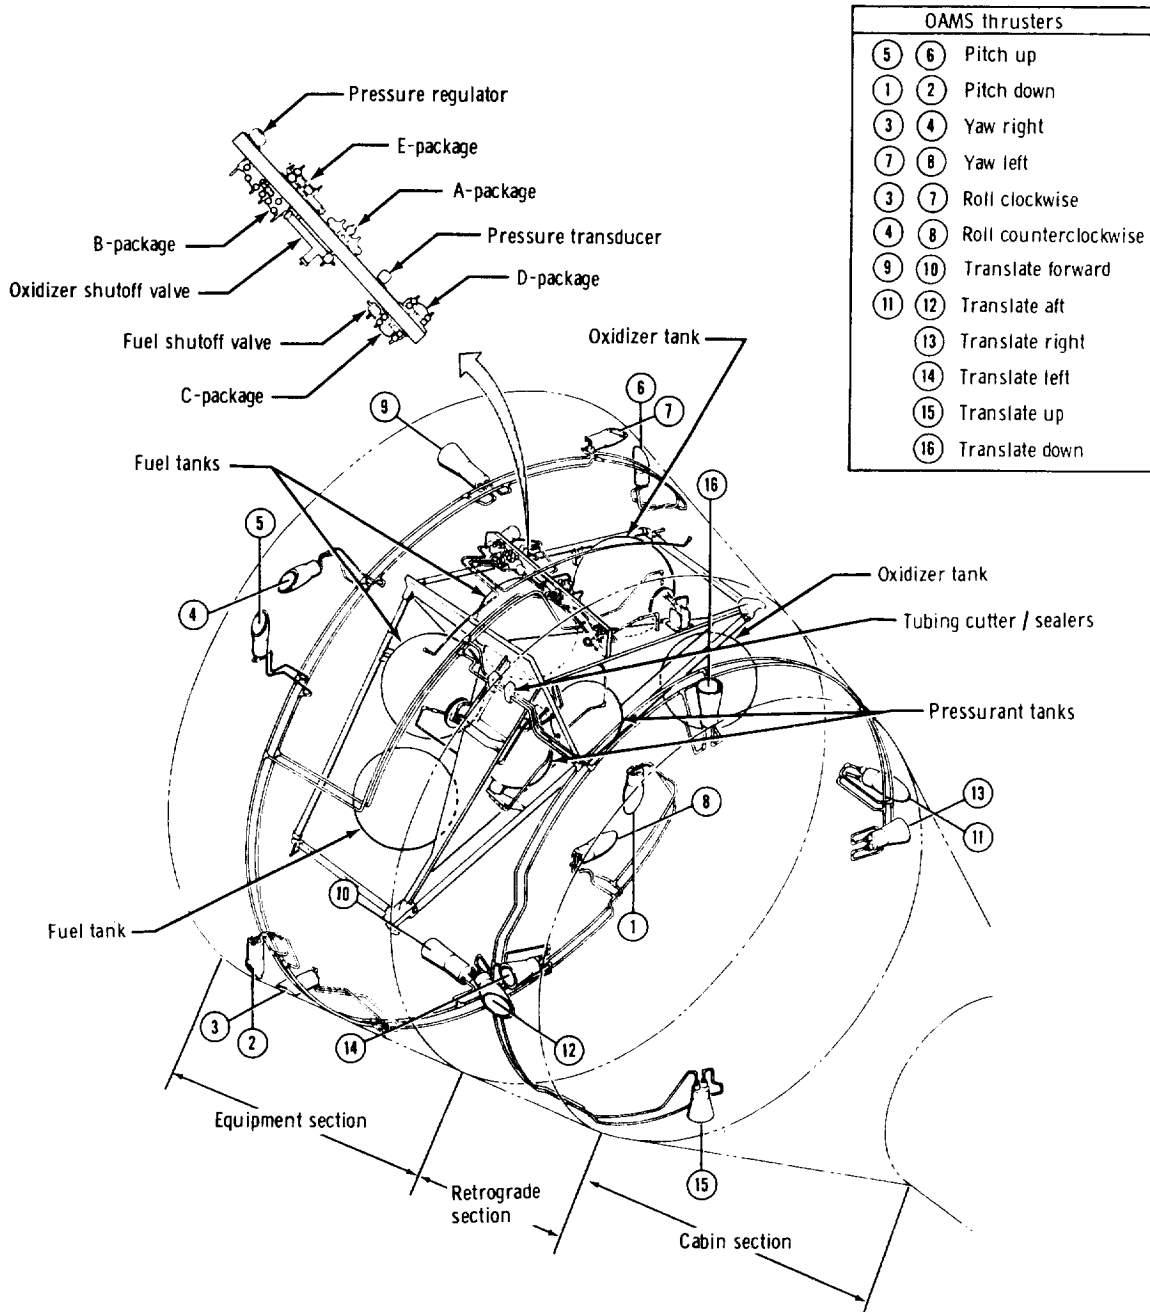 OAMS thrusters
5 6 Pitch up
1 2 Pitch down
3 4 Yaw right
7 8 Yaw left
3 7 Roll clockwise
4 8 Roll counterclockwise
9 10 Translate forward
11 12 Translate aft
13 Translate right
14 Translate left
15 Translate up
16 Translate down
Pressure regulator
E-package
A-package
B-package
Pressure transducer
Oxidizer shutoff valve
D-package
Fuel shutoff valve
C-package
Oxidizer tank
6
9
7
Fuel tanks
16
5
4
Oxidizer tank
Tubing cutter / sealers
Pressurant tanks
13
8
11
10
1
Fuel tank
3
2
14
12
Equipment section
15
Retrograde
section
Cabin section